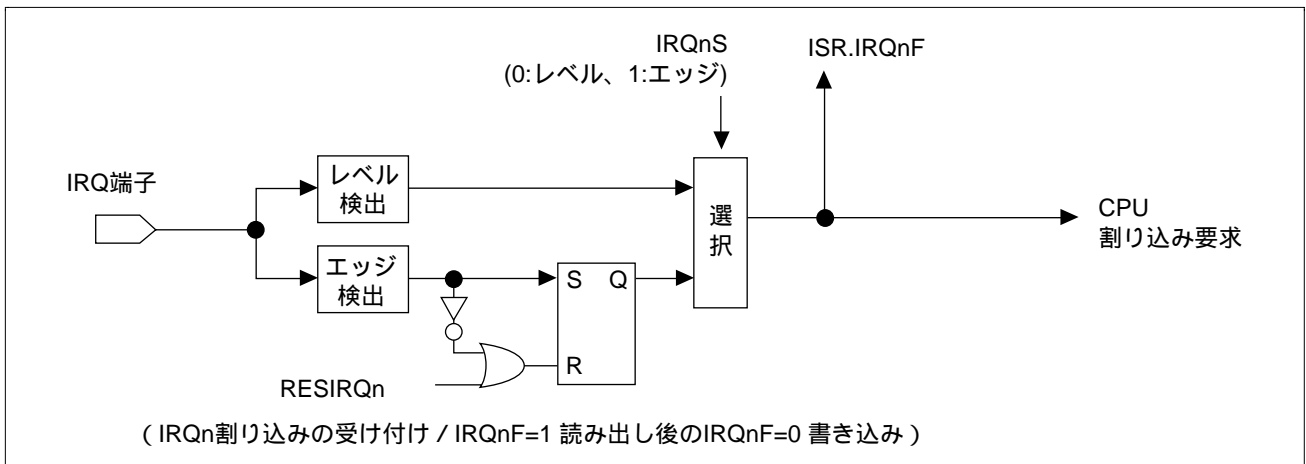 IRQnS
(0:レベル、1:エッジ)
ISR.IRQnF
IRQ端子
レベル
検出
選
択
CPU
割り込み要求
エッジ
検出
S Q
R
RESIRQn
( IRQn割り込みの受け付け / IRQnF=1 読み出し後のIRQnF=0 書き込み )